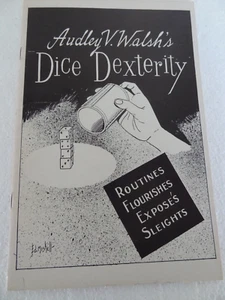 Audley V. Walsh's
Dice Dexterity
Routines
Flourishes
Exposés
Sleights